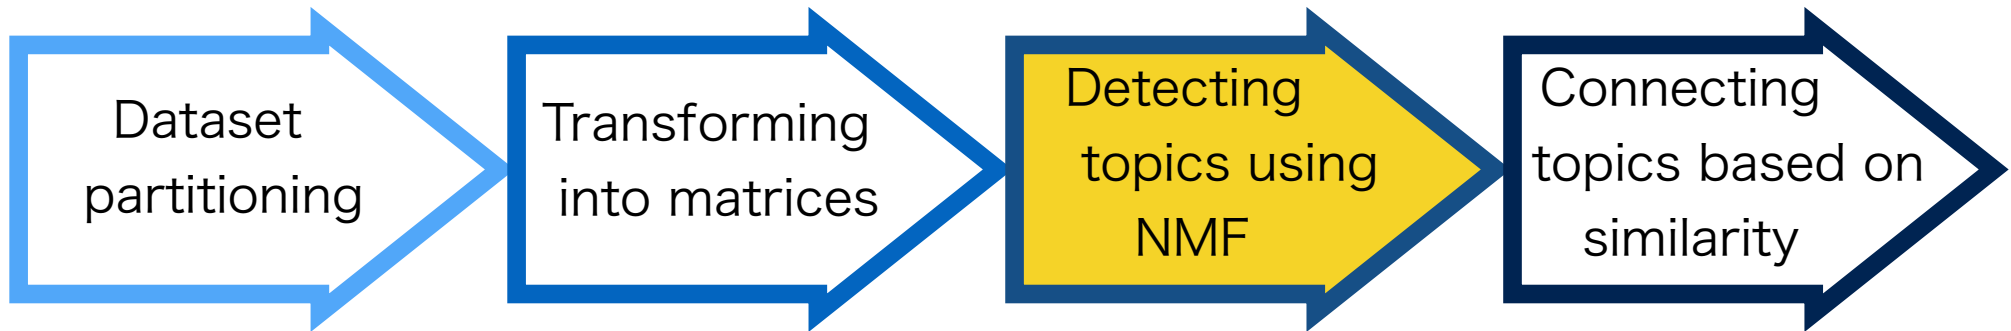 Dataset
partitioning
Transforming
into matrices
Detecting
topics using
NMF
Connecting
topics based on
similarity